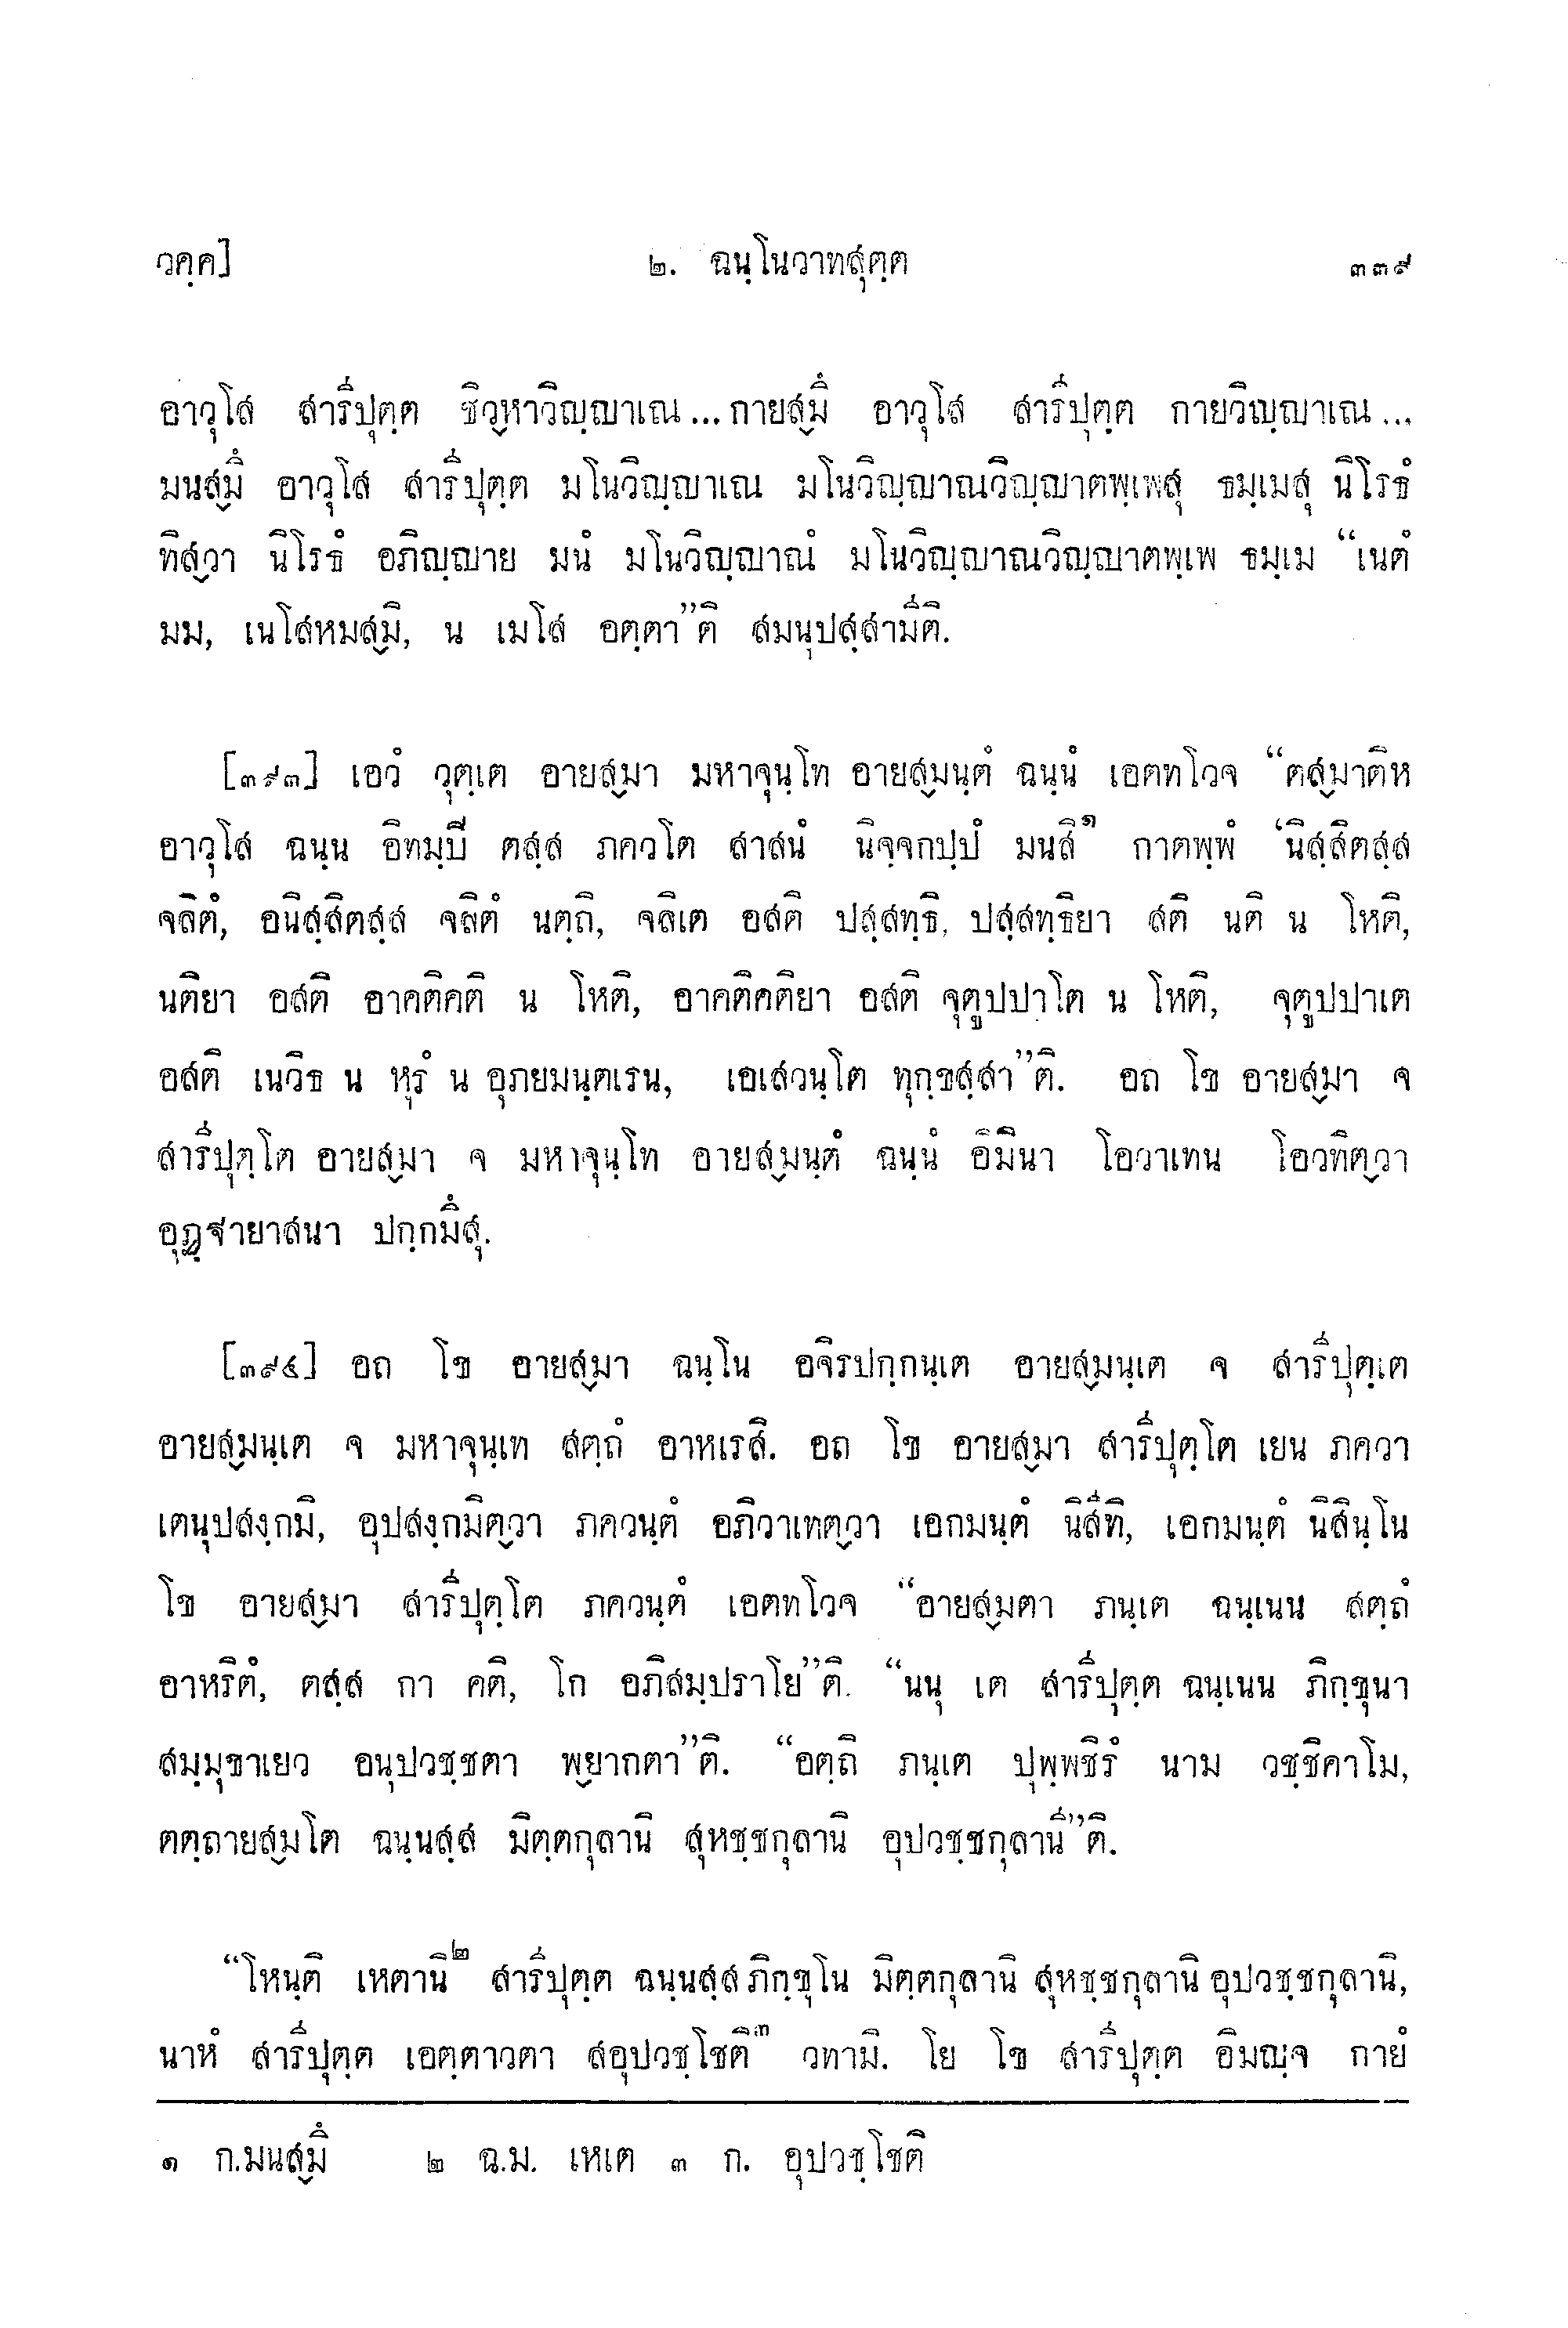 วคฺค]
๒. ฉนฺโนวาทสุตฺต
๓๓๙
อาวุโส สาริปุตฺต ชิวฺหาวิญฺญาเณ...กายสฺมึ อาวุโส สาริปุตฺต กายวิญฺญาเณ...
มนสฺมึ อาวุโส สาริปุตฺต มโนวิญฺญาเณ มโนวิญฺญาณวิญฺญาตพฺเพสุ ธมฺเมสุ นิโรธํ
ทิสฺวา นิโรธํ อภิญฺญาย มนํ มโนวิญฺญาณํ มโนวิญฺญาณวิญฺญาตพฺเพ ธมฺเม “เนตํ
มม, เนโสหมสฺมิ, น เมโส อตฺตา”ติ สมนุปสฺสามีติ.
[๓๙๓] เอวํ วุตฺเต อายสฺมา มหาจุนฺโท อายสฺมนฺตํ ฉนฺนํ เอตทโวจ “ตสฺมาติห
อาวุโส ฉนฺน อิทมฺปิ ตสฺส ภควโต สาสนํ นิจฺจกปฺปํ มนสิ๑ กาตพฺพํ ‘นิสฺสิตสฺส
จลิตํ, อนิสฺสิตสฺส จลิตํ นตฺถิ, จลิเต อสติ ปสฺสทฺธิ, ปสฺสทฺธิยา สติ นติ น โหติ,
นติยา อสติ อาคติคติ น โหติ, อาคติคติยา อสติ จุตูปปาโต น โหติ, จุตูปปาเต
อสติ เนวิธ น หุรํ น อุภยมนฺตเรน, เอเสวนฺโต ทุกฺขสฺสา”ติ. อถ โข อายสฺมา จ
สาริปุตฺโต อายสฺมา จ มหาจุนฺโท อายสฺมนฺตํ ฉนฺนํ อิมินา โอวาเทน โอวทิตฺวา
อุฏฺฐายาสนา ปกฺกมึสุ.
[๓๙๔] อถ โข อายสฺมา ฉนฺโน อจิรปกฺกนฺเต อายสฺมนฺเต จ สาริปุตฺเต
อายสฺมนฺเต จ มหาจุนฺเท สตฺถํ อาหเรสิ. อถ โข อายสฺมา สาริปุตฺโต เยน ภควา
เตนุปสงฺกมิ, อุปสงฺกมิตฺวา ภควนฺตํ อภิวาเทตฺวา เอกมนฺตํ นิสีทิ, เอกมนฺตํ นิสินฺโน
โข อายสฺมา สาริปุตฺโต ภควนฺตํ เอตทโวจ “อายสฺมตา ภนฺเต ฉนฺเนน สตฺถํ
อาหริตํ, ตสฺส กา คติ, โก อภิสมฺปราโย”ติ. “นนุ เต สาริปุตฺต ฉนฺเนน ภิกฺขุนา
สมฺมุขาเยว อนุปวชฺชตา พฺยากตา”ติ. “อตฺถิ ภนฺเต ปุพฺพชิรํ นาม วชฺชิคาโม,
ตตฺถายสฺมโต ฉนฺนสฺส มิตฺตกุลานิ สุหชฺชกุลานิ อุปวชฺชกุลานี”ติ.
“โหนฺติ เหตานิ๒ สาริปุตฺต ฉนฺนสฺส ภิกฺขุโน มิตฺตกุลานิ สุหชฺชกุลานิ อุปวชฺชกุลานิ,
นาหํ สาริปุตฺต เอตฺตาวตา สอุปวชฺโชติ๓ วทามิ. โย โข สาริปุตฺต อิมญฺจ กายํ
๑ ก.มนสฺมึ ๒ ฉ.ม. เหเต ๓ ก. อุปวชฺโชติ